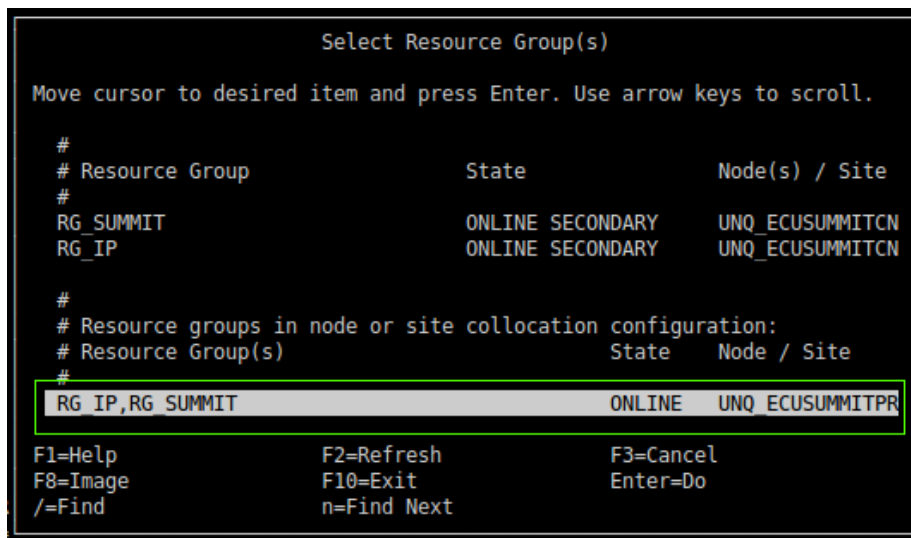 Select Resource Group(s)
Move cursor to desired item and press Enter. Use arrow keys to scroll.
#
# Resource Group State Node(s) / Site
#
RG_SUMMIT ONLINE SECONDARY UNQ_ECUSUMMITCN
RG_IP ONLINE SECONDARY UNQ_ECUSUMMITCN
#
# Resource groups in node or site collocation configuration:
# Resource Group(s) State Node / Site
#
RG_IP,RG_SUMMIT ONLINE UNQ_ECUSUMMITPR
F1=Help F2=Refresh F3=Cancel
F8=Image F10=Exit Enter=Do
/=Find n=Find Next